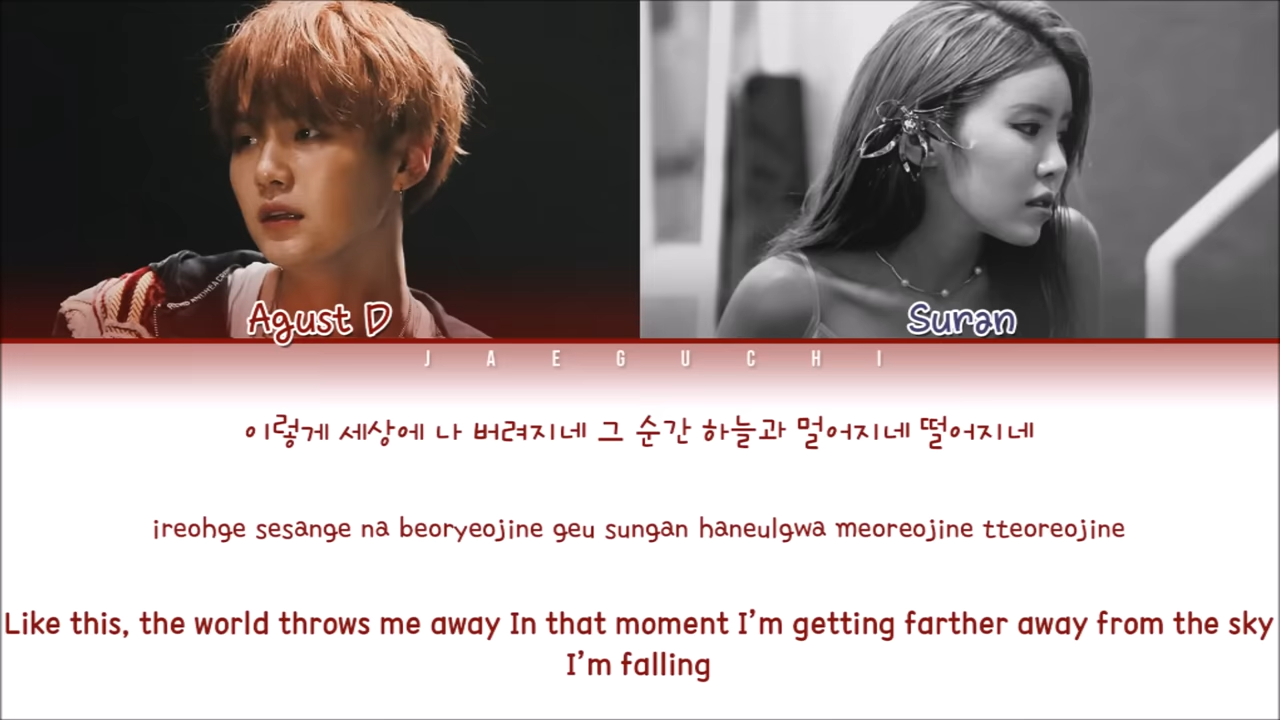 Agust D
Suran
JAEGUCHI
이렇게 세상에 나 버려지네 그 순간 하늘과 멀어지네 떨어지네
ireohge sesange na beoryeojine geu sungan haneulgwa meoreojine tteoreojine
Like this, the world throws me away In that moment I'm getting farther away from the sky
I'm falling